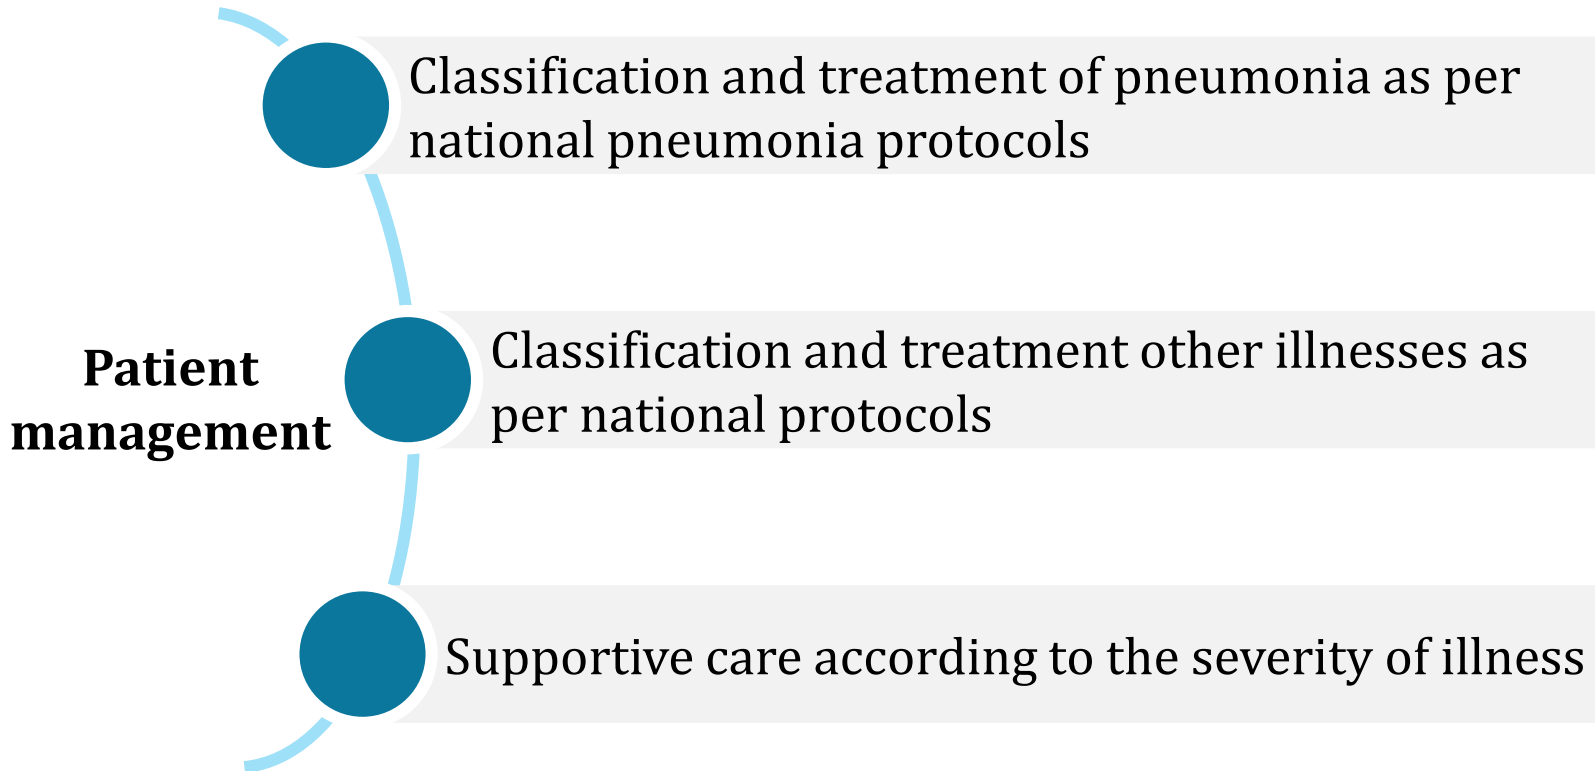 Classification and treatment of pneumonia as per
national pneumonia protocols
Patient
management
Classification and treatment other illnesses as
per national protocols
Supportive care according to the severity of illness